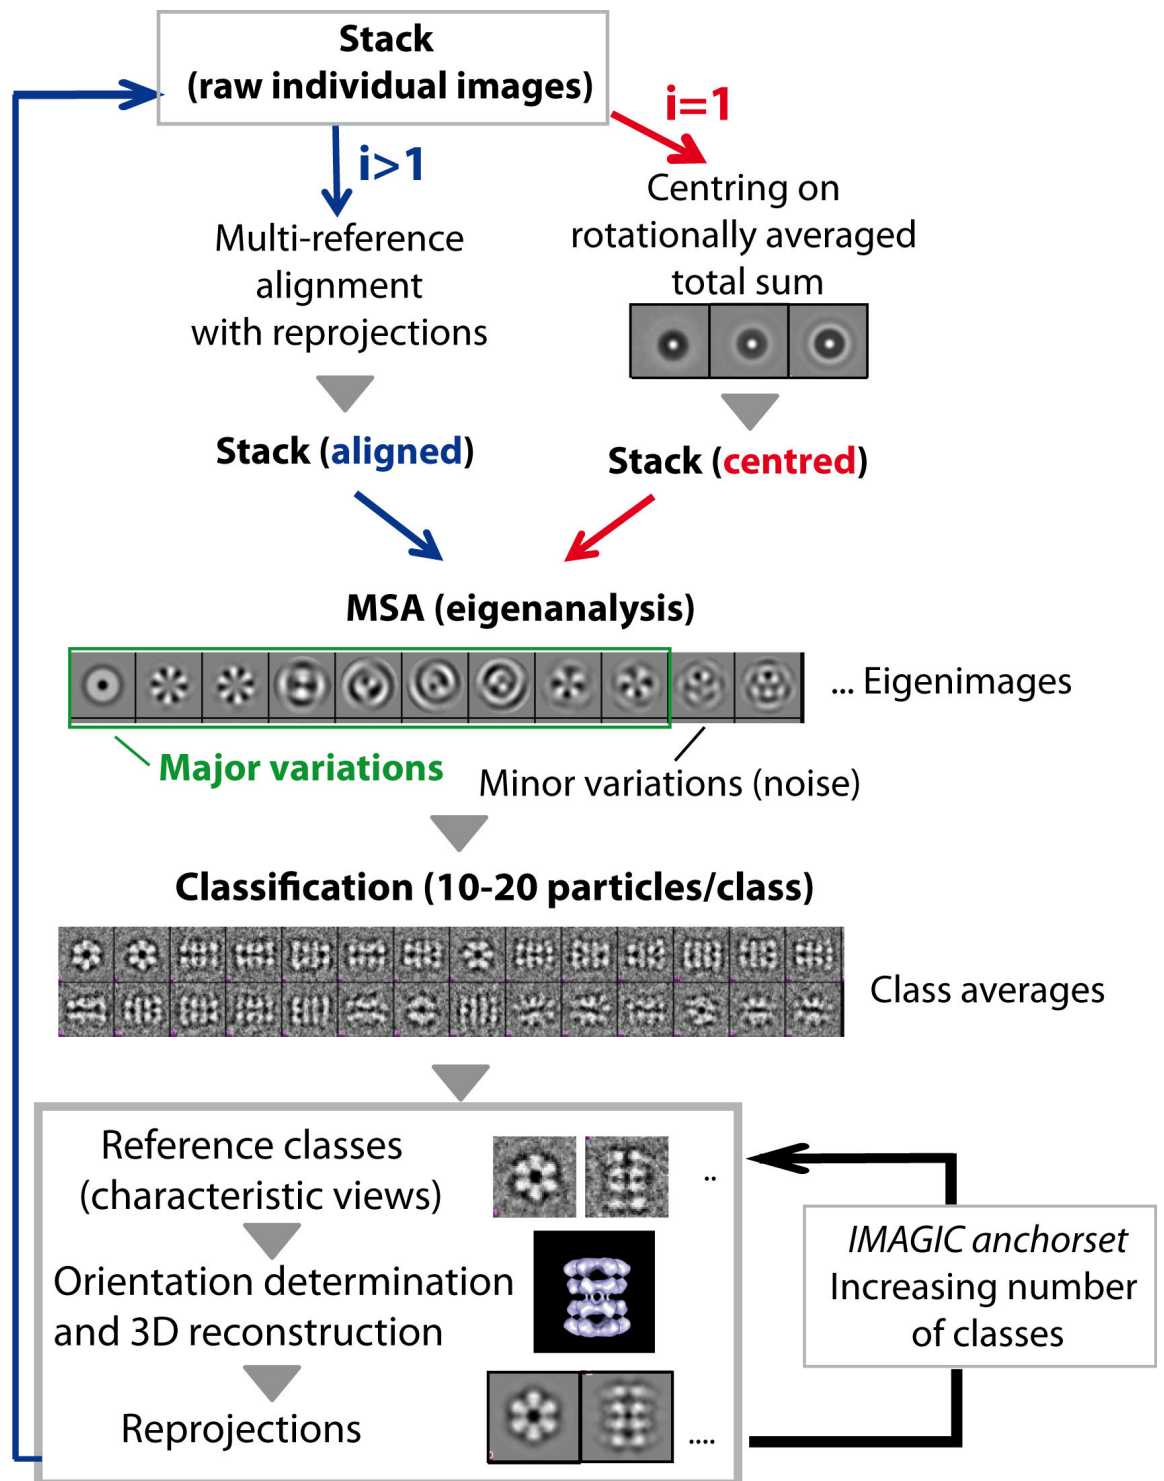 Stack
(raw individual images)
i=1
i>1
Centring on
rotationally averaged
total sum
Multi-reference
alignment
with reprojections
Stack (aligned)
Stack (centred)
MSA (eigenanalysis)
... Eigenimages
Major variations
Minor variations (noise)
Classification (10-20 particles/class)
Class averages
Reference classes
(characteristic views)
..
IMAGIC anchorset
Increasing number
of classes
Orientation determination
and 3D reconstruction
Reprojections
....